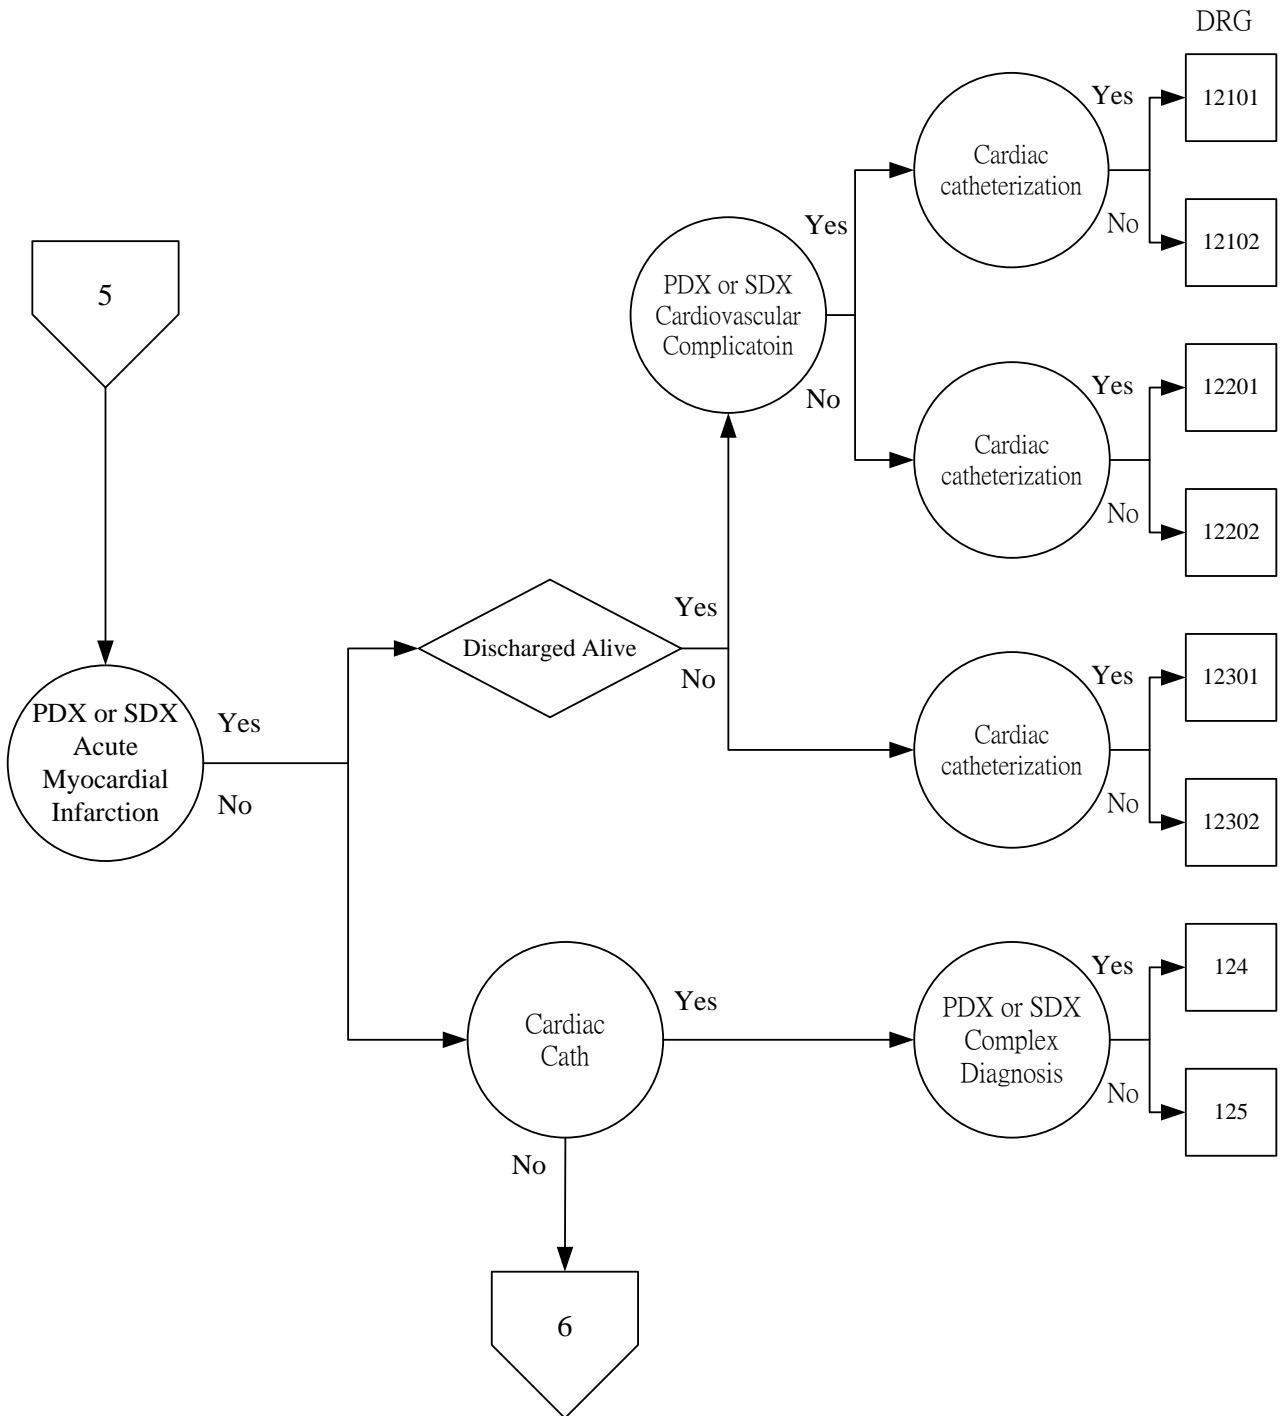 DRG
Yes
12101
Cardiac
catheterization
No
12102
Yes
PDX or SDX
Cardiovascular
Complicatoin
No
5
Yes
12201
Cardiac
catheterization
No
12202
Yes
Discharged Alive
No
Yes
12301
Cardiac
catheterization
No
12302
PDX or SDX
Acute
Myocardial
Infarction
Yes
No
Cardiac
Cath
Yes
No
PDX or SDX
Complex
Diagnosis
Yes
124
No
125
6